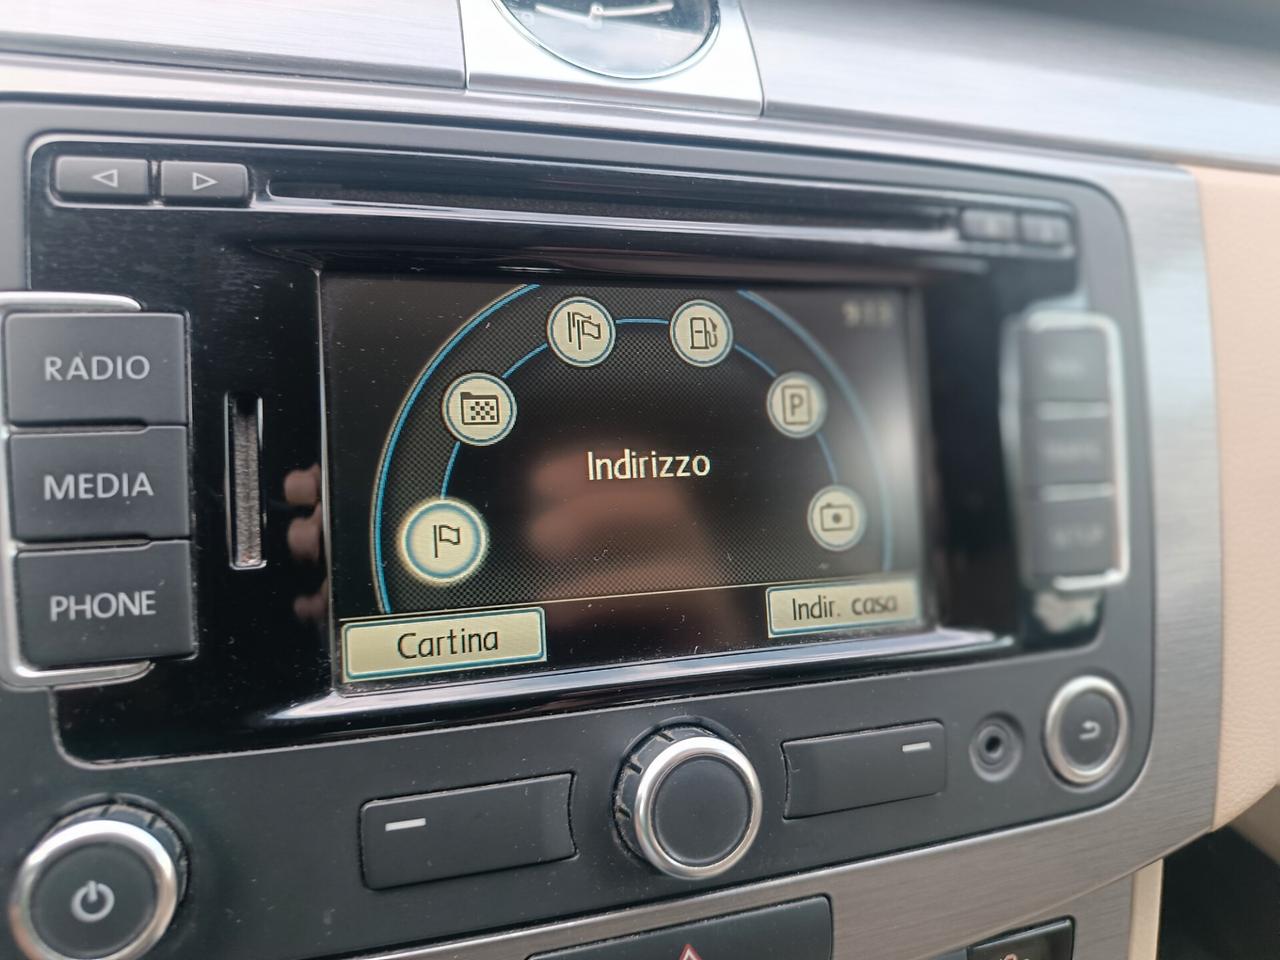 RADIO
MEDIA
PHONE
P
Indirizzo
Cartina
Indir. casa